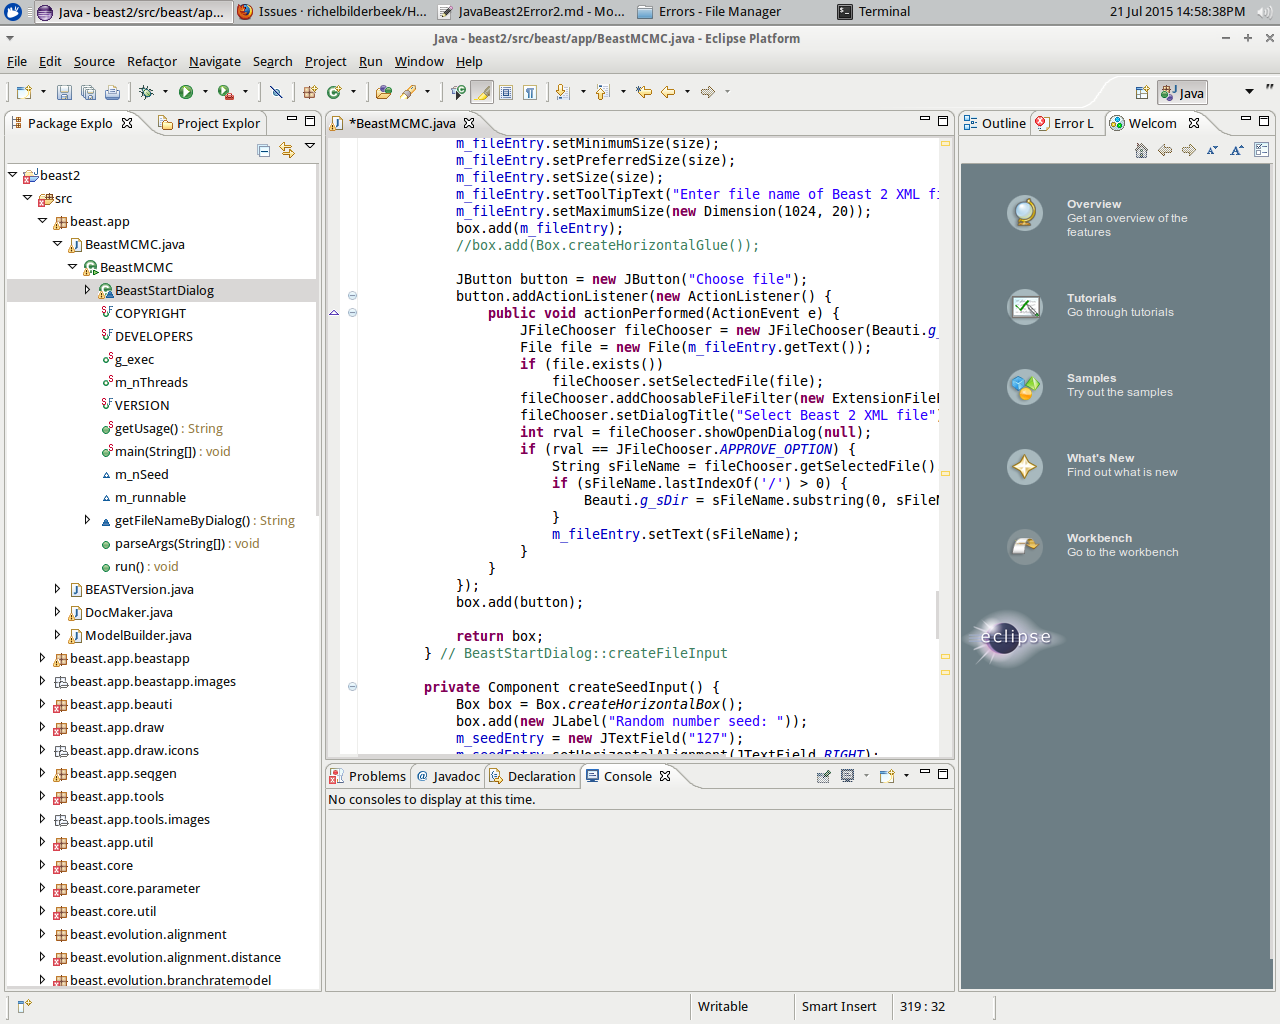 Java - beast2/src/beast/ap...
Issues · richelbilderbeek/H...
JavaBeast2Error2.md - Mo...
Errors - File Manager
Terminal
21 Jul 2015 14:58:38PM
Java - beast2/src/beast/app/BeastMCMC.java - Eclipse Platform
File Edit Source Refactor Navigate Search Project Run Window Help
Java
Package Explo
Project Explor
beast2
src
beast.app
BeastMCMC.java
BeastMCMC
BeastStartDialog
COPYRIGHT
DEVELOPERS
g_exec
m_nThreads
VERSION
getUsage() : String
main(String[]) : void
m_nSeed
m_runnable
getFileNameByDialog() : String
parseArgs(String[]) : void
run() : void
BEASTVersion.java
DocMaker.java
ModelBuilder.java
beast.app.beastapp
beast.app.beastapp.images
beast.app.beauti
beast.app.draw
beast.app.draw.icons
beast.app.seqgen
beast.app.tools
beast.app.tools.images
beast.app.util
beast.core
beast.core.parameter
beast.core.util
beast.evolution.alignment
beast.evolution.alignment.distance
beast.evolution.branchratemodel
*BeastMCMC.java
m_fileEntry.setMinimumSize(size);
m_fileEntry.setPreferredSize(size);
m_fileEntry.setSize(size);
m_fileEntry.setToolTipText("Enter file name of Beast 2 XML fi
m_fileEntry.setMaximumSize(new Dimension(1024, 20));
box.add(m_fileEntry);
//box.add(Box.createHorizontalGlue());
JButton button = new JButton("Choose file");
button.addActionListener(new ActionListener() {
public void actionPerformed(ActionEvent e) {
JFileChooser fileChooser = new JFileChooser(Beauti.g_
File file = new File(m_fileEntry.getText());
if (file.exists())
fileChooser.setSelectedFile(file);
fileChooser.addChoosableFileFilter(new ExtensionFileF
fileChooser.setDialogTitle("Select Beast 2 XML file")
int rval = fileChooser.showOpenDialog(null);
if (rval == JFileChooser.APPROVE_OPTION) {
String sFileName = fileChooser.getSelectedFile()
if (sFileName.lastIndexOf('/') > 0) {
Beauti.g_sDir = sFileName.substring(0, sFileN
}
m_fileEntry.setText(sFileName);
}
}
});
box.add(button);
return box;
} // BeastStartDialog::createFileInput
private Component createSeedInput() {
Box box = Box.createHorizontalBox();
box.add(new JLabel("Random number seed: "));
m_seedEntry = new JTextField("127");
m_seedEntry.setHorizontalAlignment(JTextField.RIGHT);
Problems
Javadoc
Declaration
Console
No consoles to display at this time.
Outline
Error L
Welcom
Overview
Get an overview of the
features
Tutorials
Go through tutorials
Samples
Try out the samples
What's New
Find out what is new
Workbench
Go to the workbench
eclipse
Writable
Smart Insert
319 : 32